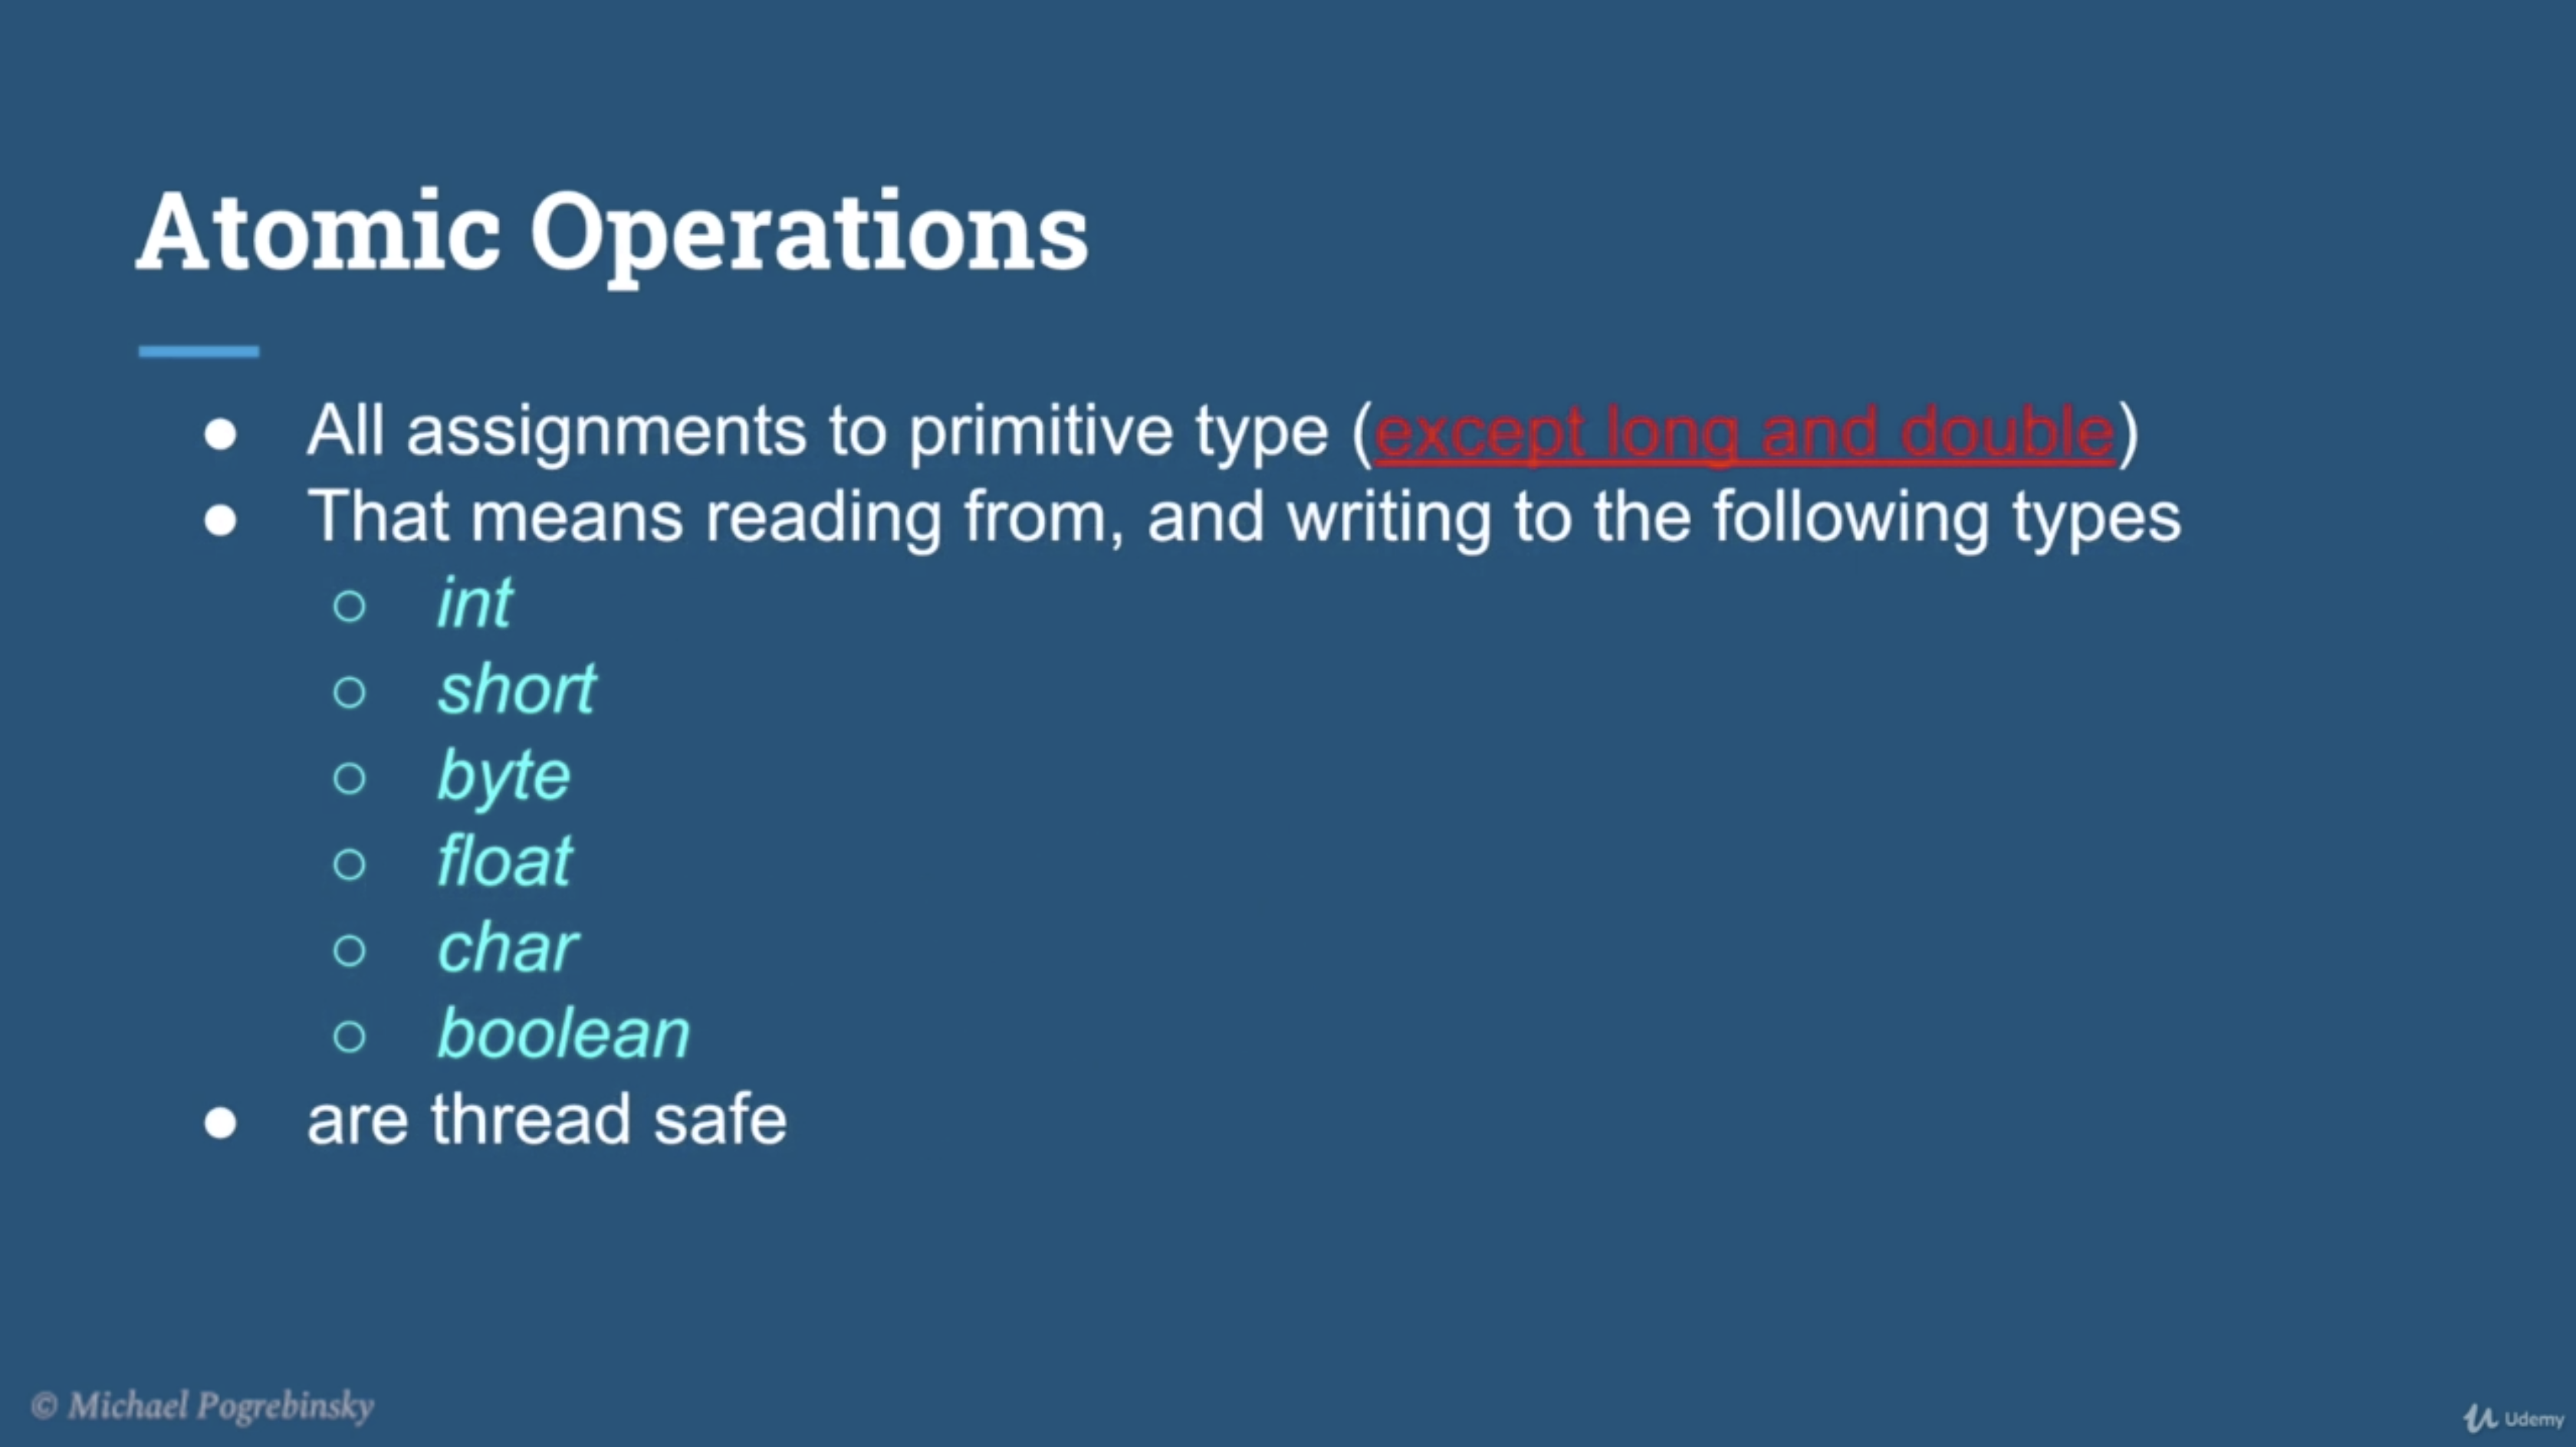 Atomic Operations
● All assignments to primitive type (except long and double)
● That means reading from, and writing to the following types
○ int
○ short
○ byte
○ float
○ char
○ boolean
● are thread safe
© Michael Pogrebinsky
Udemy